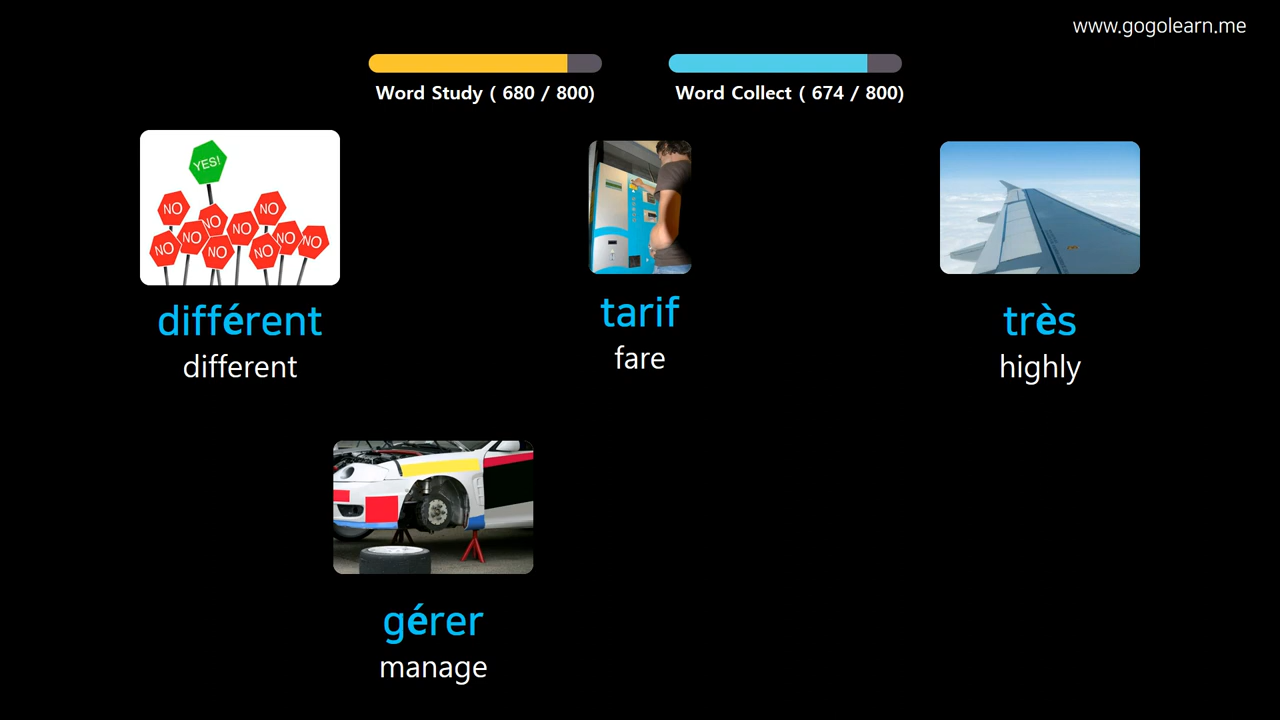 www.gogolearn.me
Word Study ( 680 / 800)
Word Collect ( 674 / 800)
YES!
NO
NO
NO
NO
NO
NO
NO
NO
NO
NO
différent
different
tarif
fare
très
highly
gérer
manage